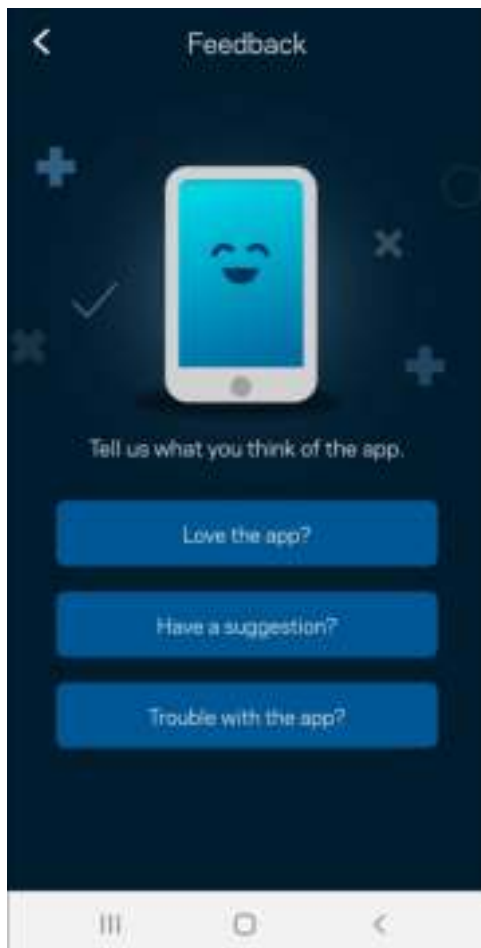 Feedback
Tell us what you think of the app.
Love the app?
Have a suggestion?
Trouble with the app?